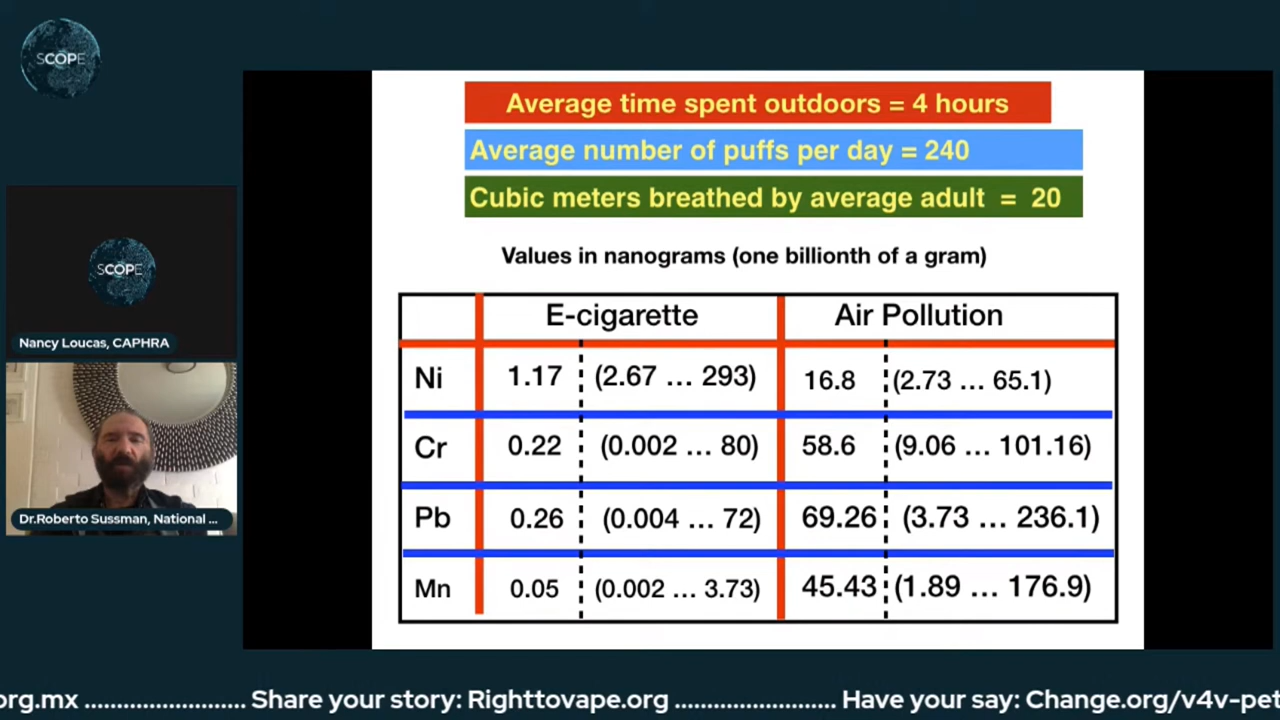 SCOPE
Average time spent outdoors = 4 hours
Average number of puffs per day = 240
Cubic meters breathed by average adult = 20
Values in nanograms (one billionth of a gram)
E-cigarette Air Pollution
Ni 1.17 (2.67 ... 293) 16.8 (2.73 ... 65.1)
Cr 0.22 (0.002 ... 80) 58.6 (9.06 ... 101.16)
Pb 0.26 (0.004 ... 72) 69.26 (3.73 ... 236.1)
Mn 0.05 (0.002 ... 3.73) 45.43 (1.89 ... 176.9)
SCOPE
Nancy Loucas, CAPHRA
Dr.Roberto Sussman, National ...
org.mx ......................... Share your story: Righttovape.org ......................... Have your say: Change.org/v4v-pet